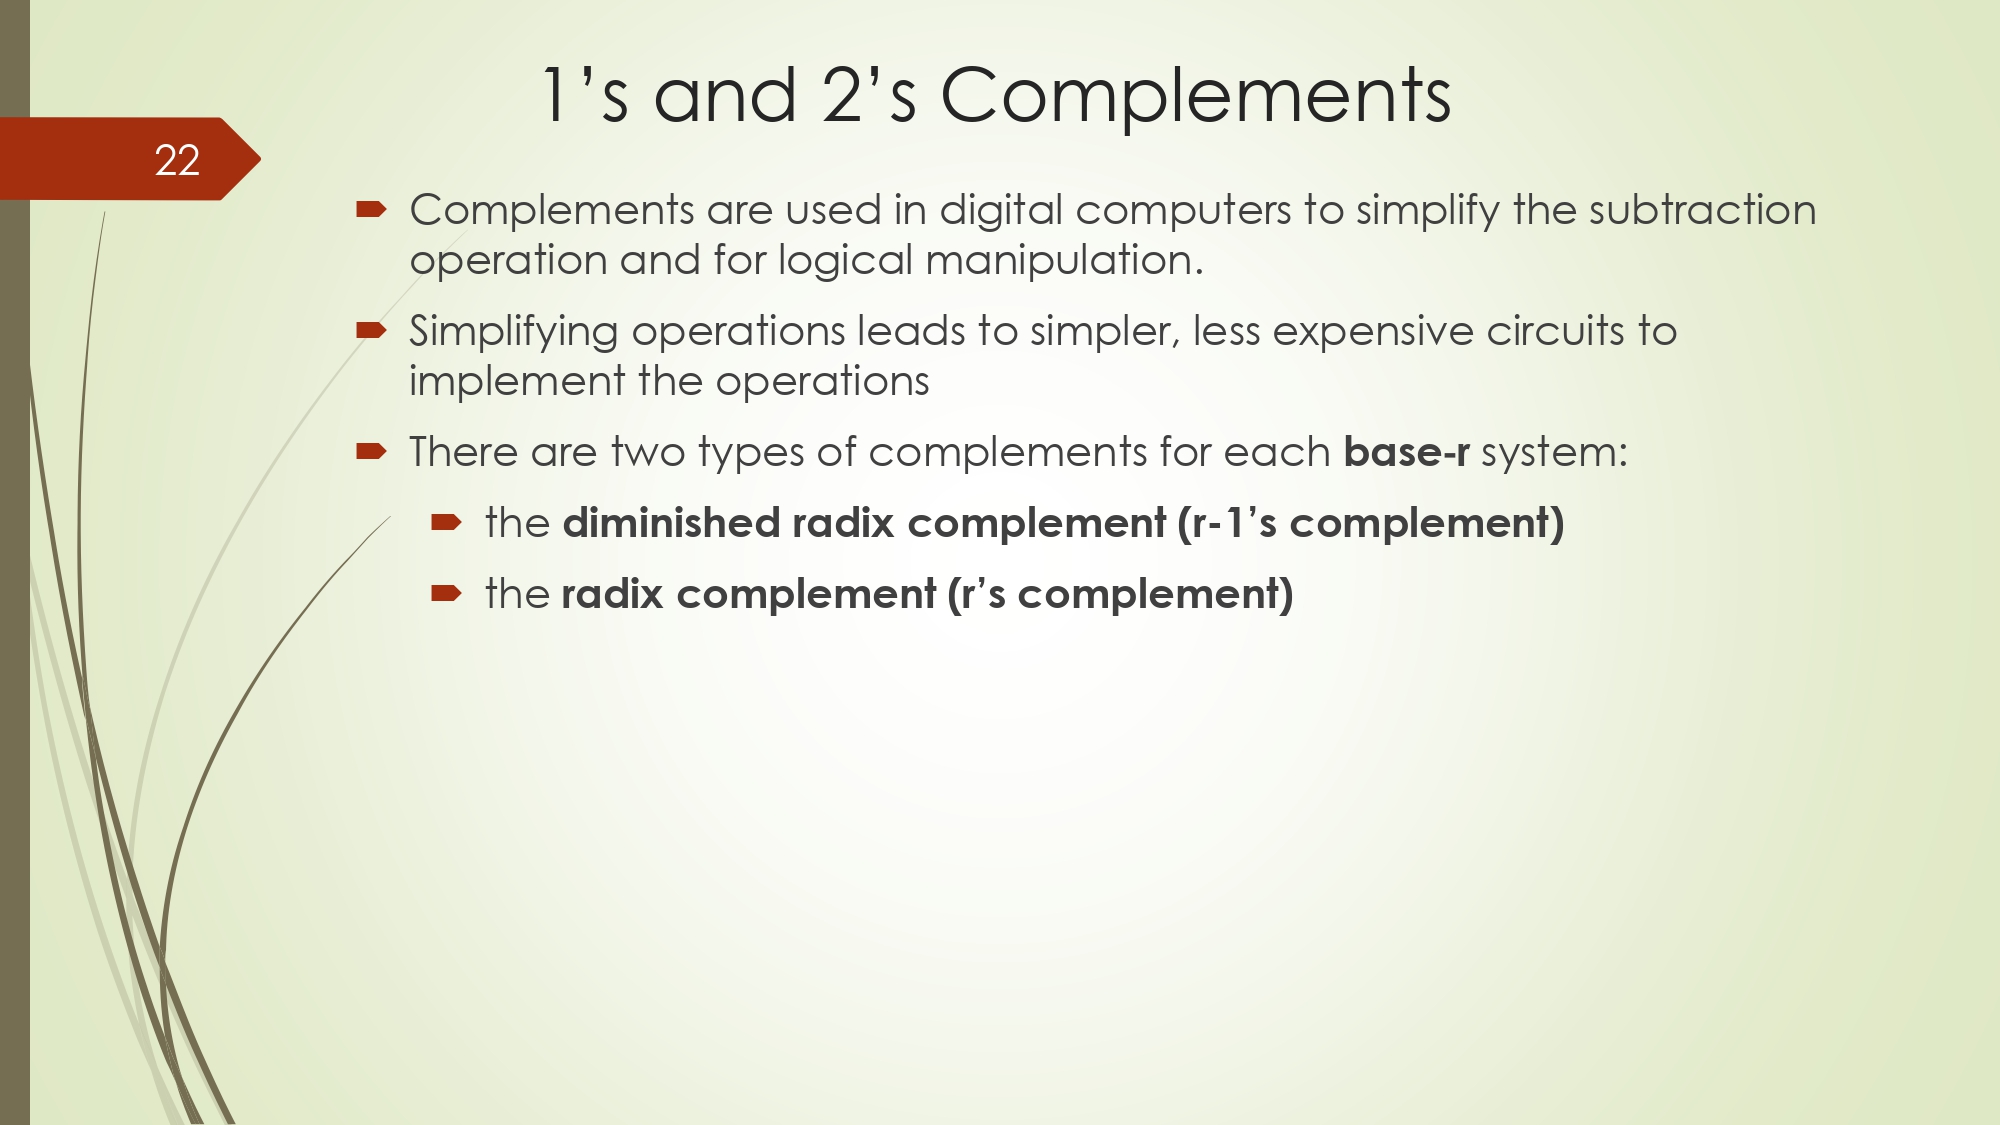 1’s and 2’s Complements
22
Complements are used in digital computers to simplify the subtraction
operation and for logical manipulation.
Simplifying operations leads to simpler, less expensive circuits to
implement the operations
There are two types of complements for each base-r system:
the diminished radix complement (r-1’s complement)
the radix complement (r’s complement)